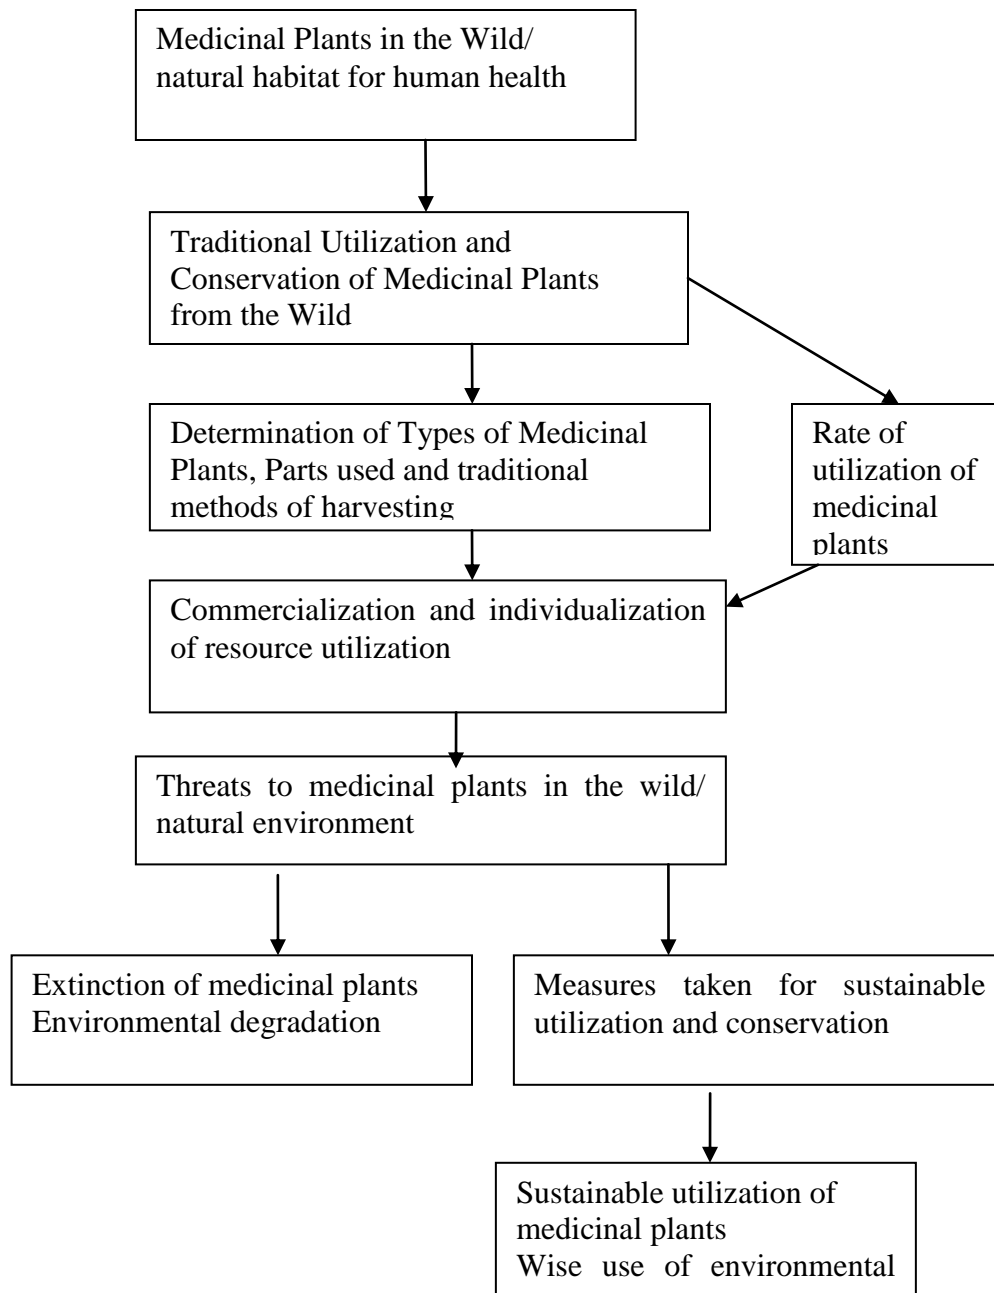 Medicinal Plants in the Wild/
natural habitat for human health
Traditional Utilization and
Conservation of Medicinal Plants
from the Wild
Determination of Types of Medicinal
Plants, Parts used and traditional
methods of harvesting
Rate of
utilization of
medicinal
plants
Commercialization and individualization
of resource utilization
Threats to medicinal plants in the wild/
natural environment
Extinction of medicinal plants
Environmental degradation
Measures taken for sustainable
utilization and conservation
Sustainable utilization of
medicinal plants
Wise use of environmental